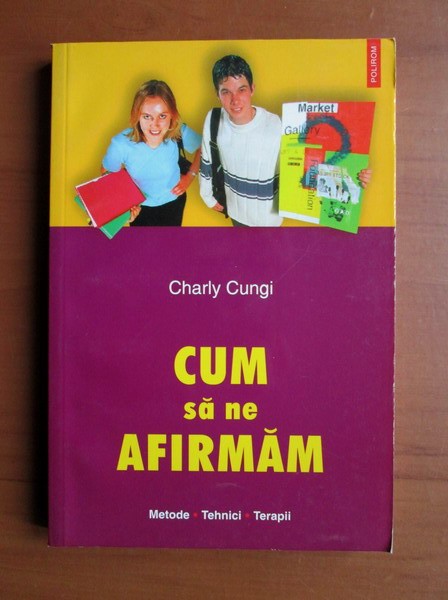 POLIROM
Market
Gallery
Charly Cungi
CUM
să ne
AFIRMĂM
Metode • Tehnici • Terapii